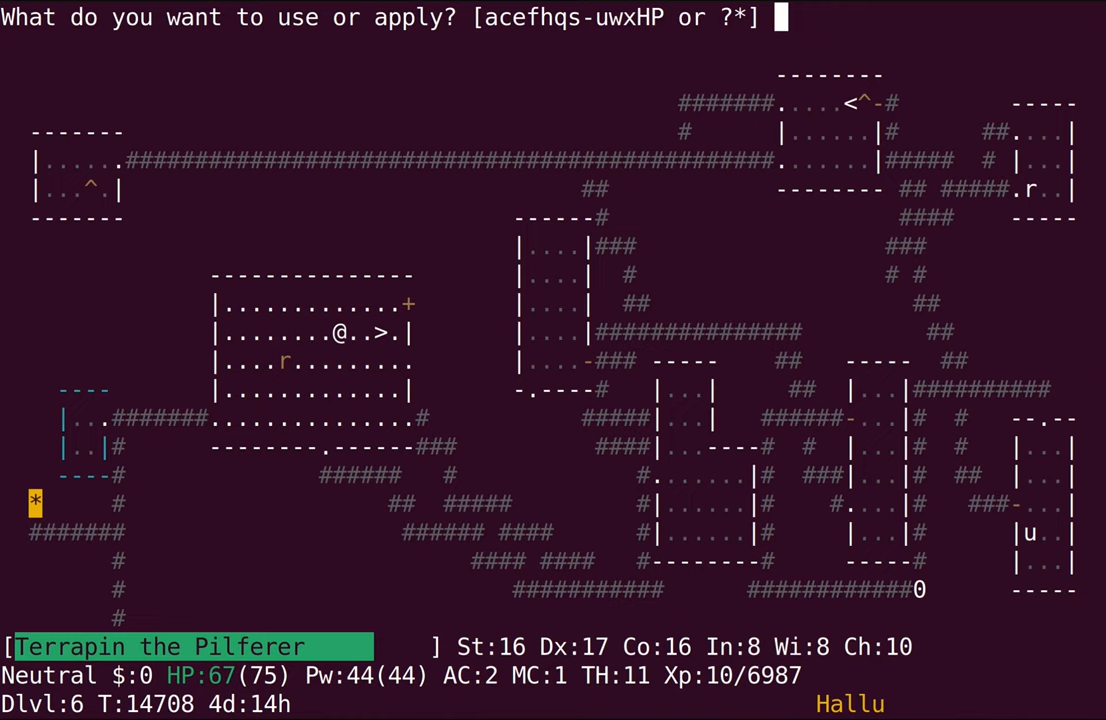 What do you want to use or apply? [acefhqs-uwxHP or ?*]
--------
#######.....<^-# -----
------- # |......|# ##....|
|......###############################################.......|##### # |...|
|...^.| ## -------- ## #####.r..|
------- ------# #### -----
|....|### ###
--------------- |....| # # #
|.............+ |....| ## ##
|........@..>.| |....|############### ##
|....r......... |....-### ----- ## ----- ##
---- |.............| -.----# |...| ## |...|##########
|...#######...............# #####|...| ######-...|# # --.--
|..|# --------.------### ####|...----# # |...|# # |...|
----# ###### # #.......|# ###|...|# ## |...|
* # ## ##### #|......|# #....|# ###-...|
####### ###### #### #|......|# |...|# |u..|
# #### #### #--------# -----# |...|
# ########### ############0 -----
#
[Terrapin the Pilferer ] St:16 Dx:17 Co:16 In:8 Wi:8 Ch:10
Neutral $:0 HP:67(75) Pw:44(44) AC:2 MC:1 TH:11 Xp:10/6987
Dlvl:6 T:14708 4d:14h Hallu